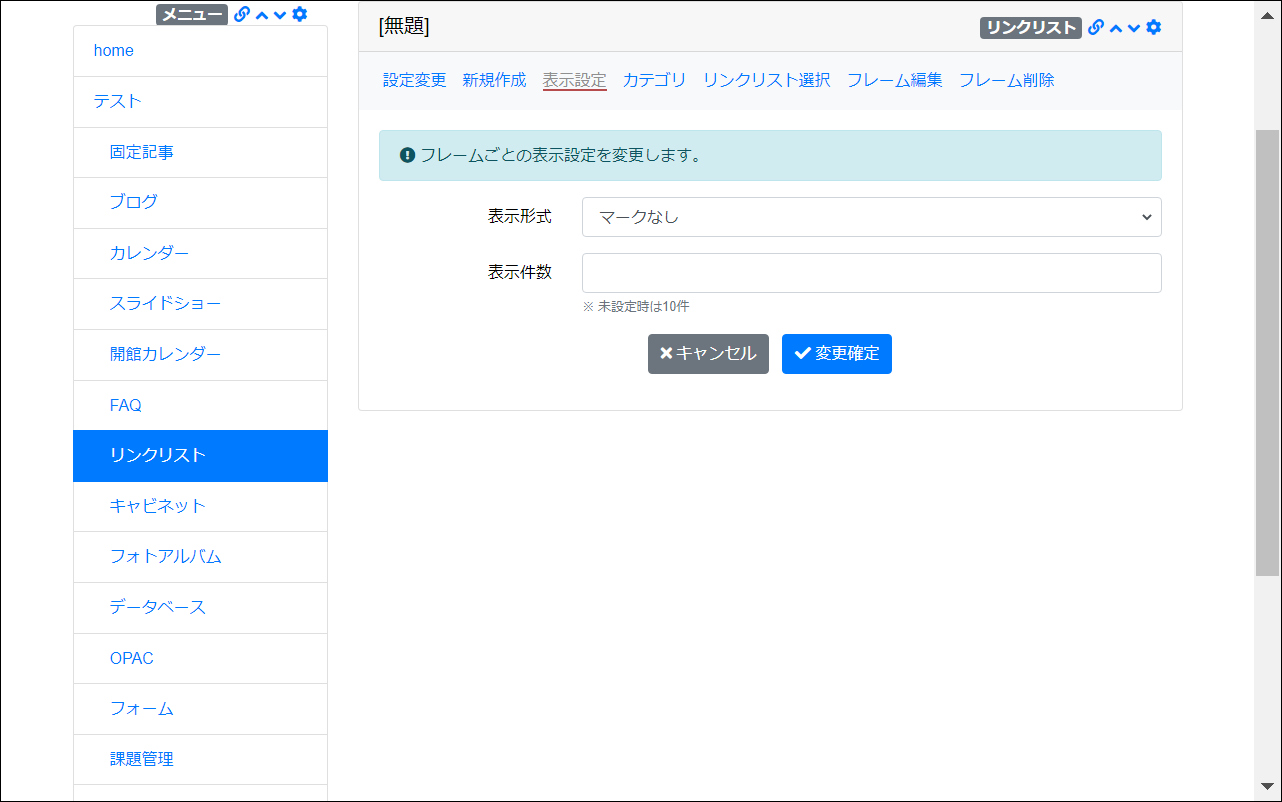 メニュー
home
テスト
固定記事
ブログ
カレンダー
スライドショー
開館カレンダー
FAQ
リンクリスト
キャビネット
フォトアルバム
データベース
OPAC
フォーム
課題管理
[無題]
リンクリスト
設定変更 新規作成 表示設定 カテゴリ リンクリスト選択 フレーム編集 フレーム削除
フレームごとの表示設定を変更します。
表示形式 マークなし
表示件数
※ 未設定時は10件
キャンセル 変更確定